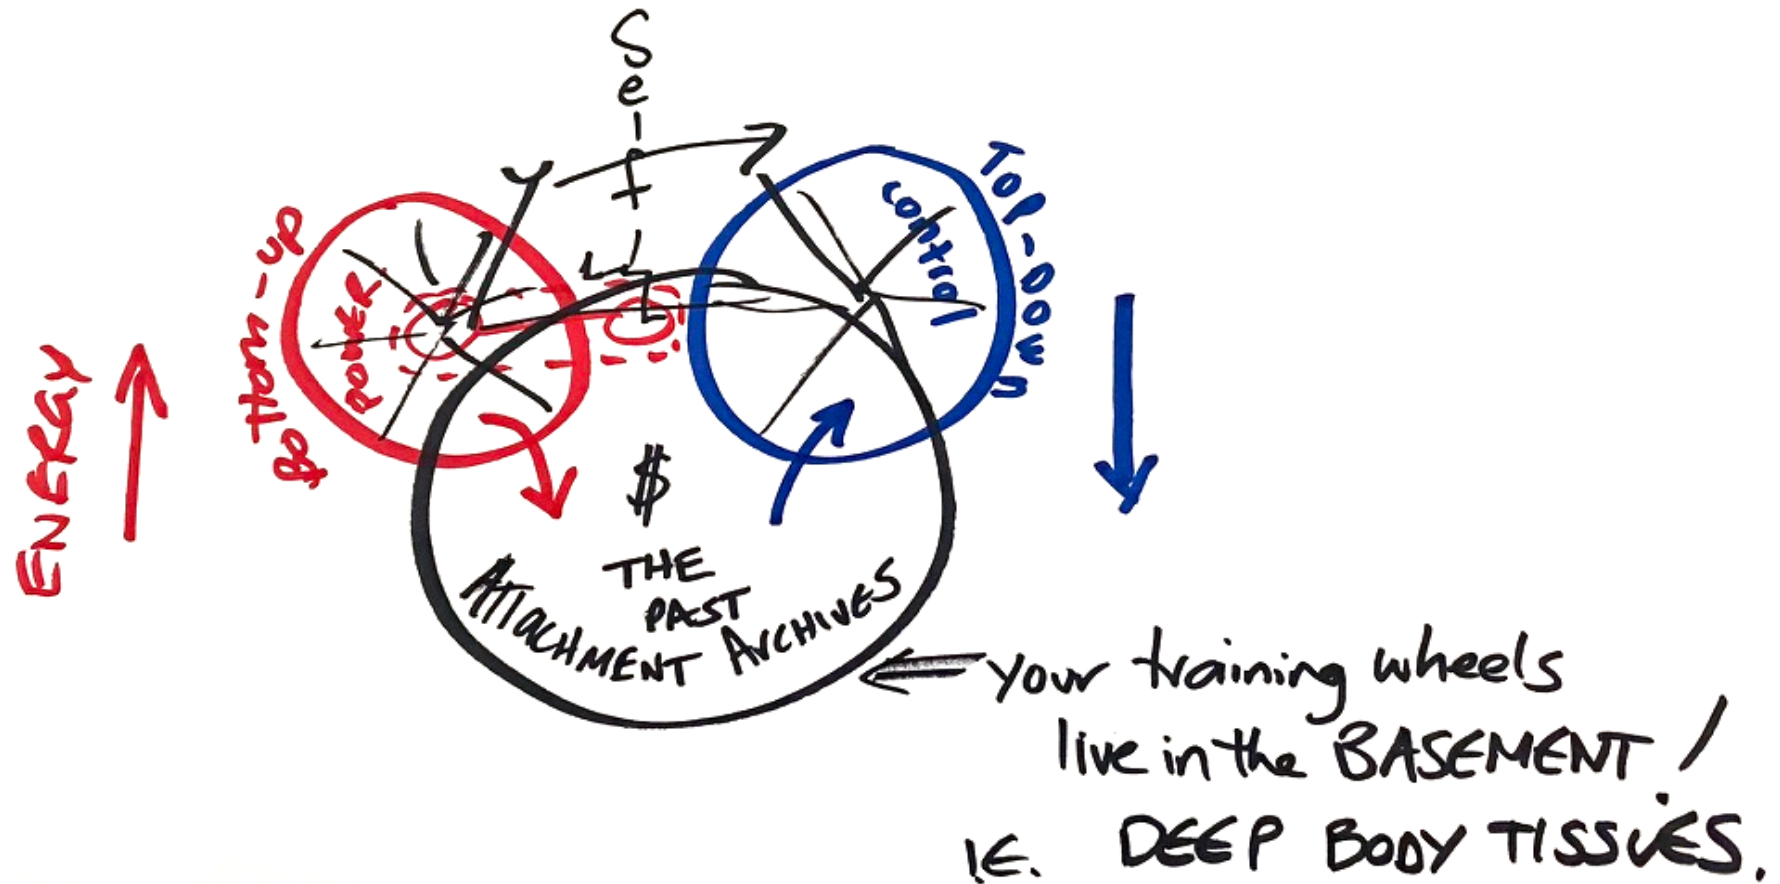 Self
Bottom-up
POWER
control
TOP-DOWN
ENERGY
$
THE
PAST
ATTACHMENT ARCHIVES
your training wheels
live in the BASEMENT!
I.E. DEEP BODY TISSUES.